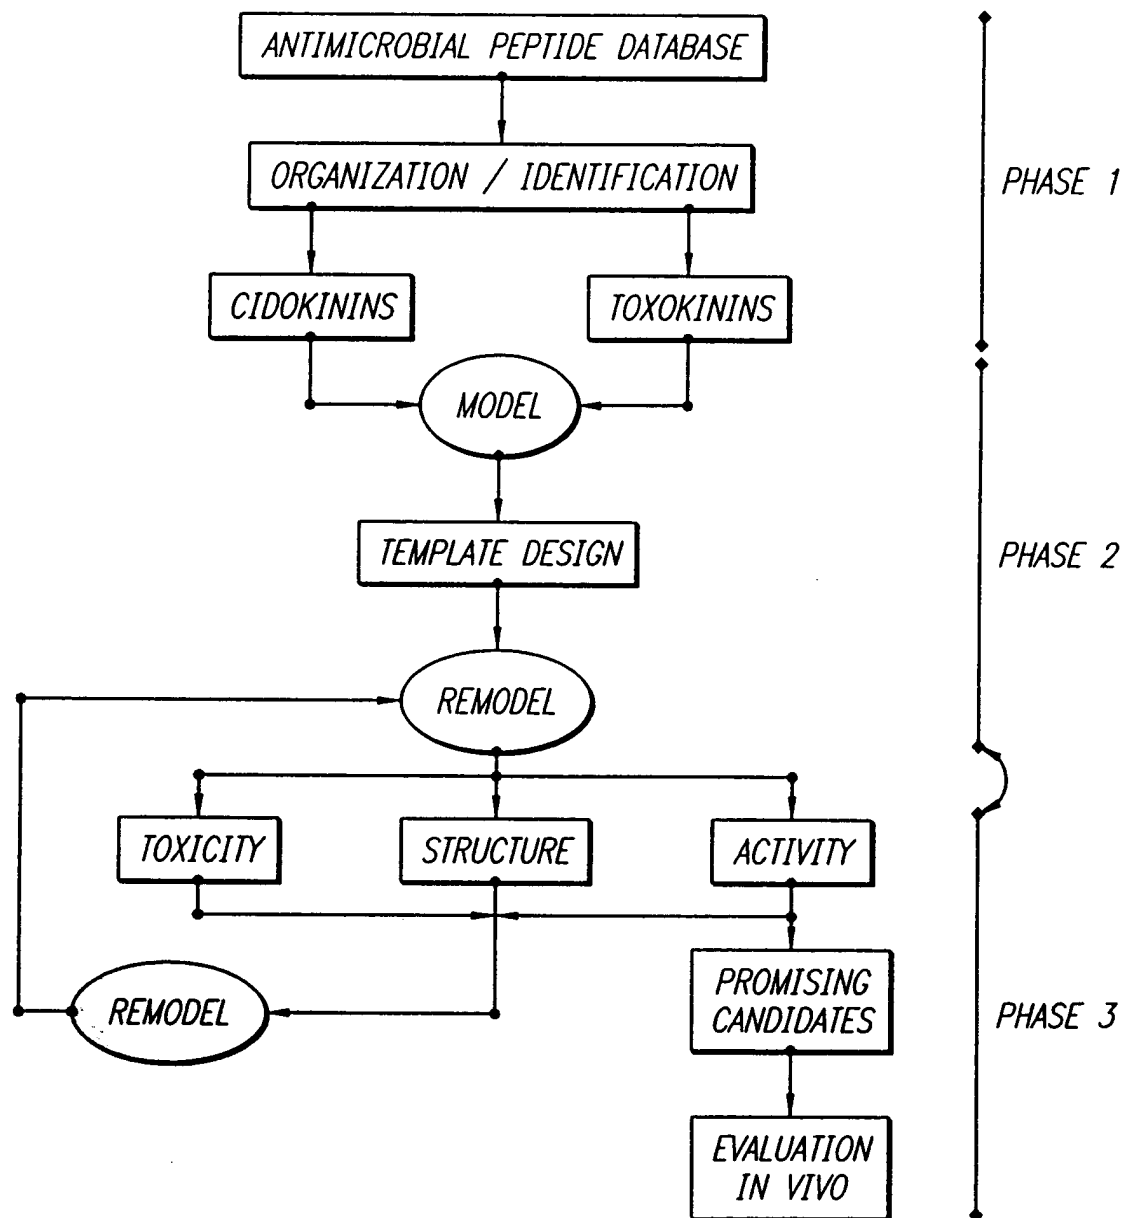 ANTIMICROBIAL PEPTIDE DATABASE
ORGANIZATION / IDENTIFICATION
PHASE 1
CIDOKININS
TOXOKININS
MODEL
TEMPLATE DESIGN
PHASE 2
REMODEL
TOXICITY
STRUCTURE
ACTIVITY
REMODEL
PROMISING
CANDIDATES
PHASE 3
EVALUATION
IN VIVO